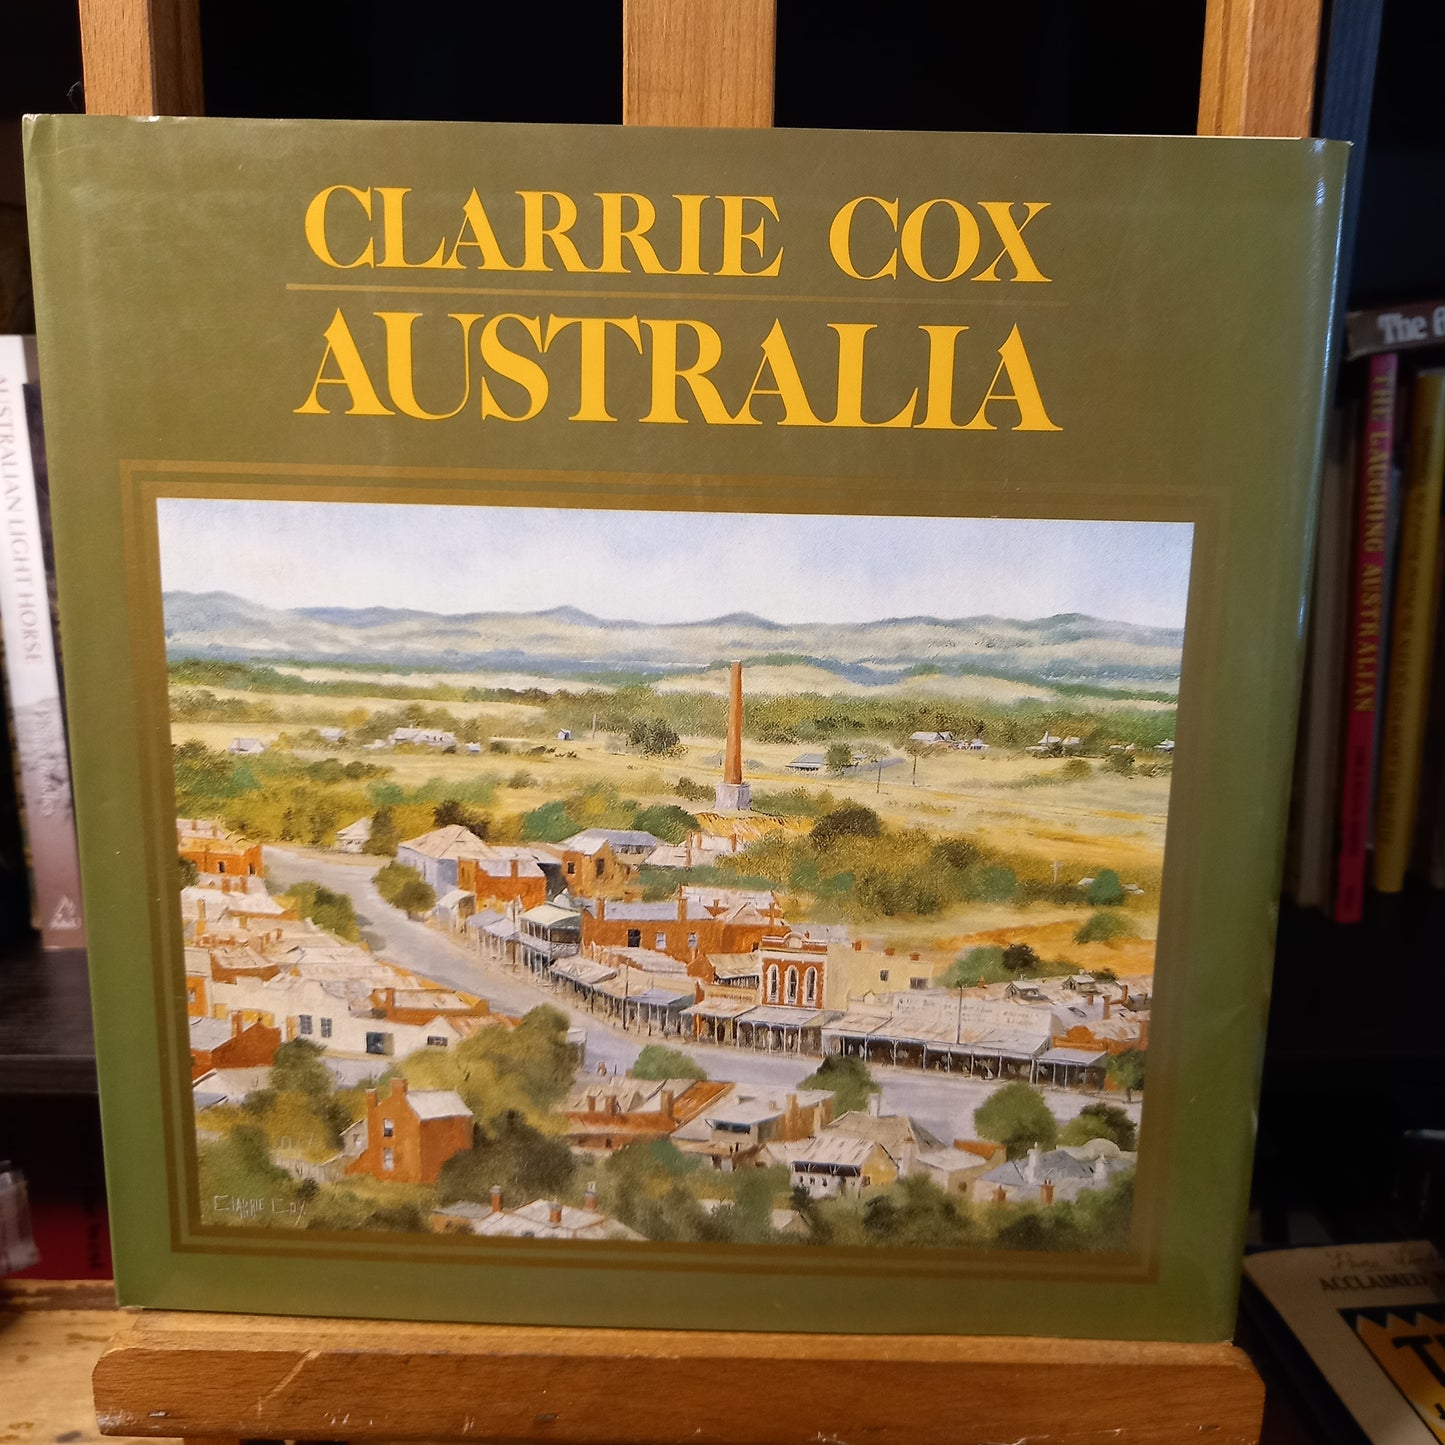 CLARRIE COX
AUSTRALIA
CLARRIE COX
AUSTRALIAN LIGHT HORSE
The
THE LAUGHING AUSTRALIAN
ACCLAIMED